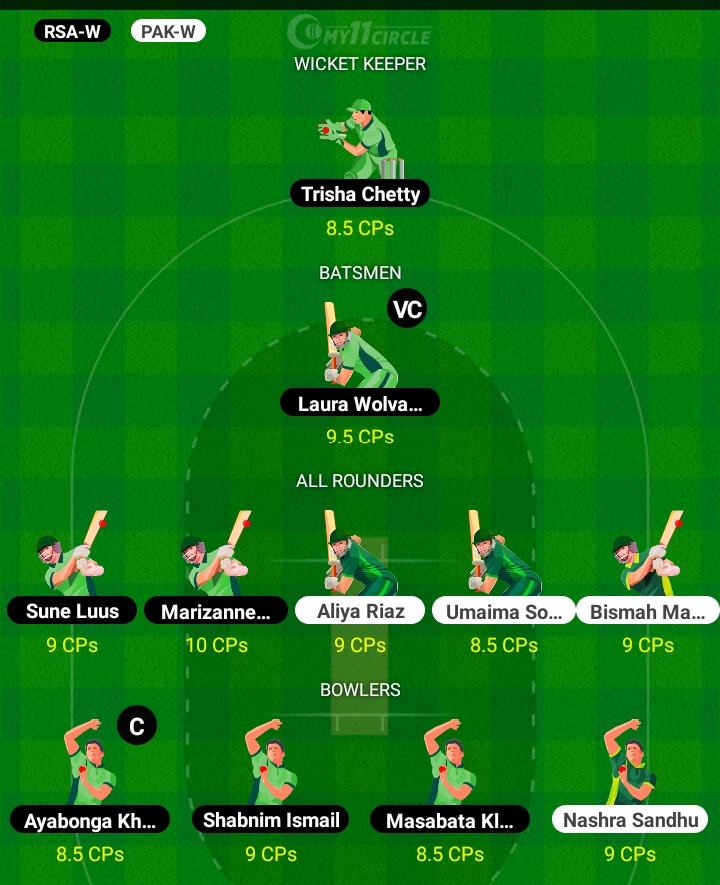 RSA-W PAK-W MY11CIRCLE
WICKET KEEPER
Trisha Chetty
8.5 CPs
BATSMEN
VC
Laura Wolva...
9.5 CPs
ALL ROUNDERS
Sune Luus Marizanne... Aliya Riaz Umaima So... Bismah Ma...
9 CPs 10 CPs 9 CPs 8.5 CPs 9 CPs
BOWLERS
C
Ayabonga Kh... Shabnim Ismail Masabata Kl... Nashra Sandhu
8.5 CPs 9 CPs 8.5 CPs 9 CPs